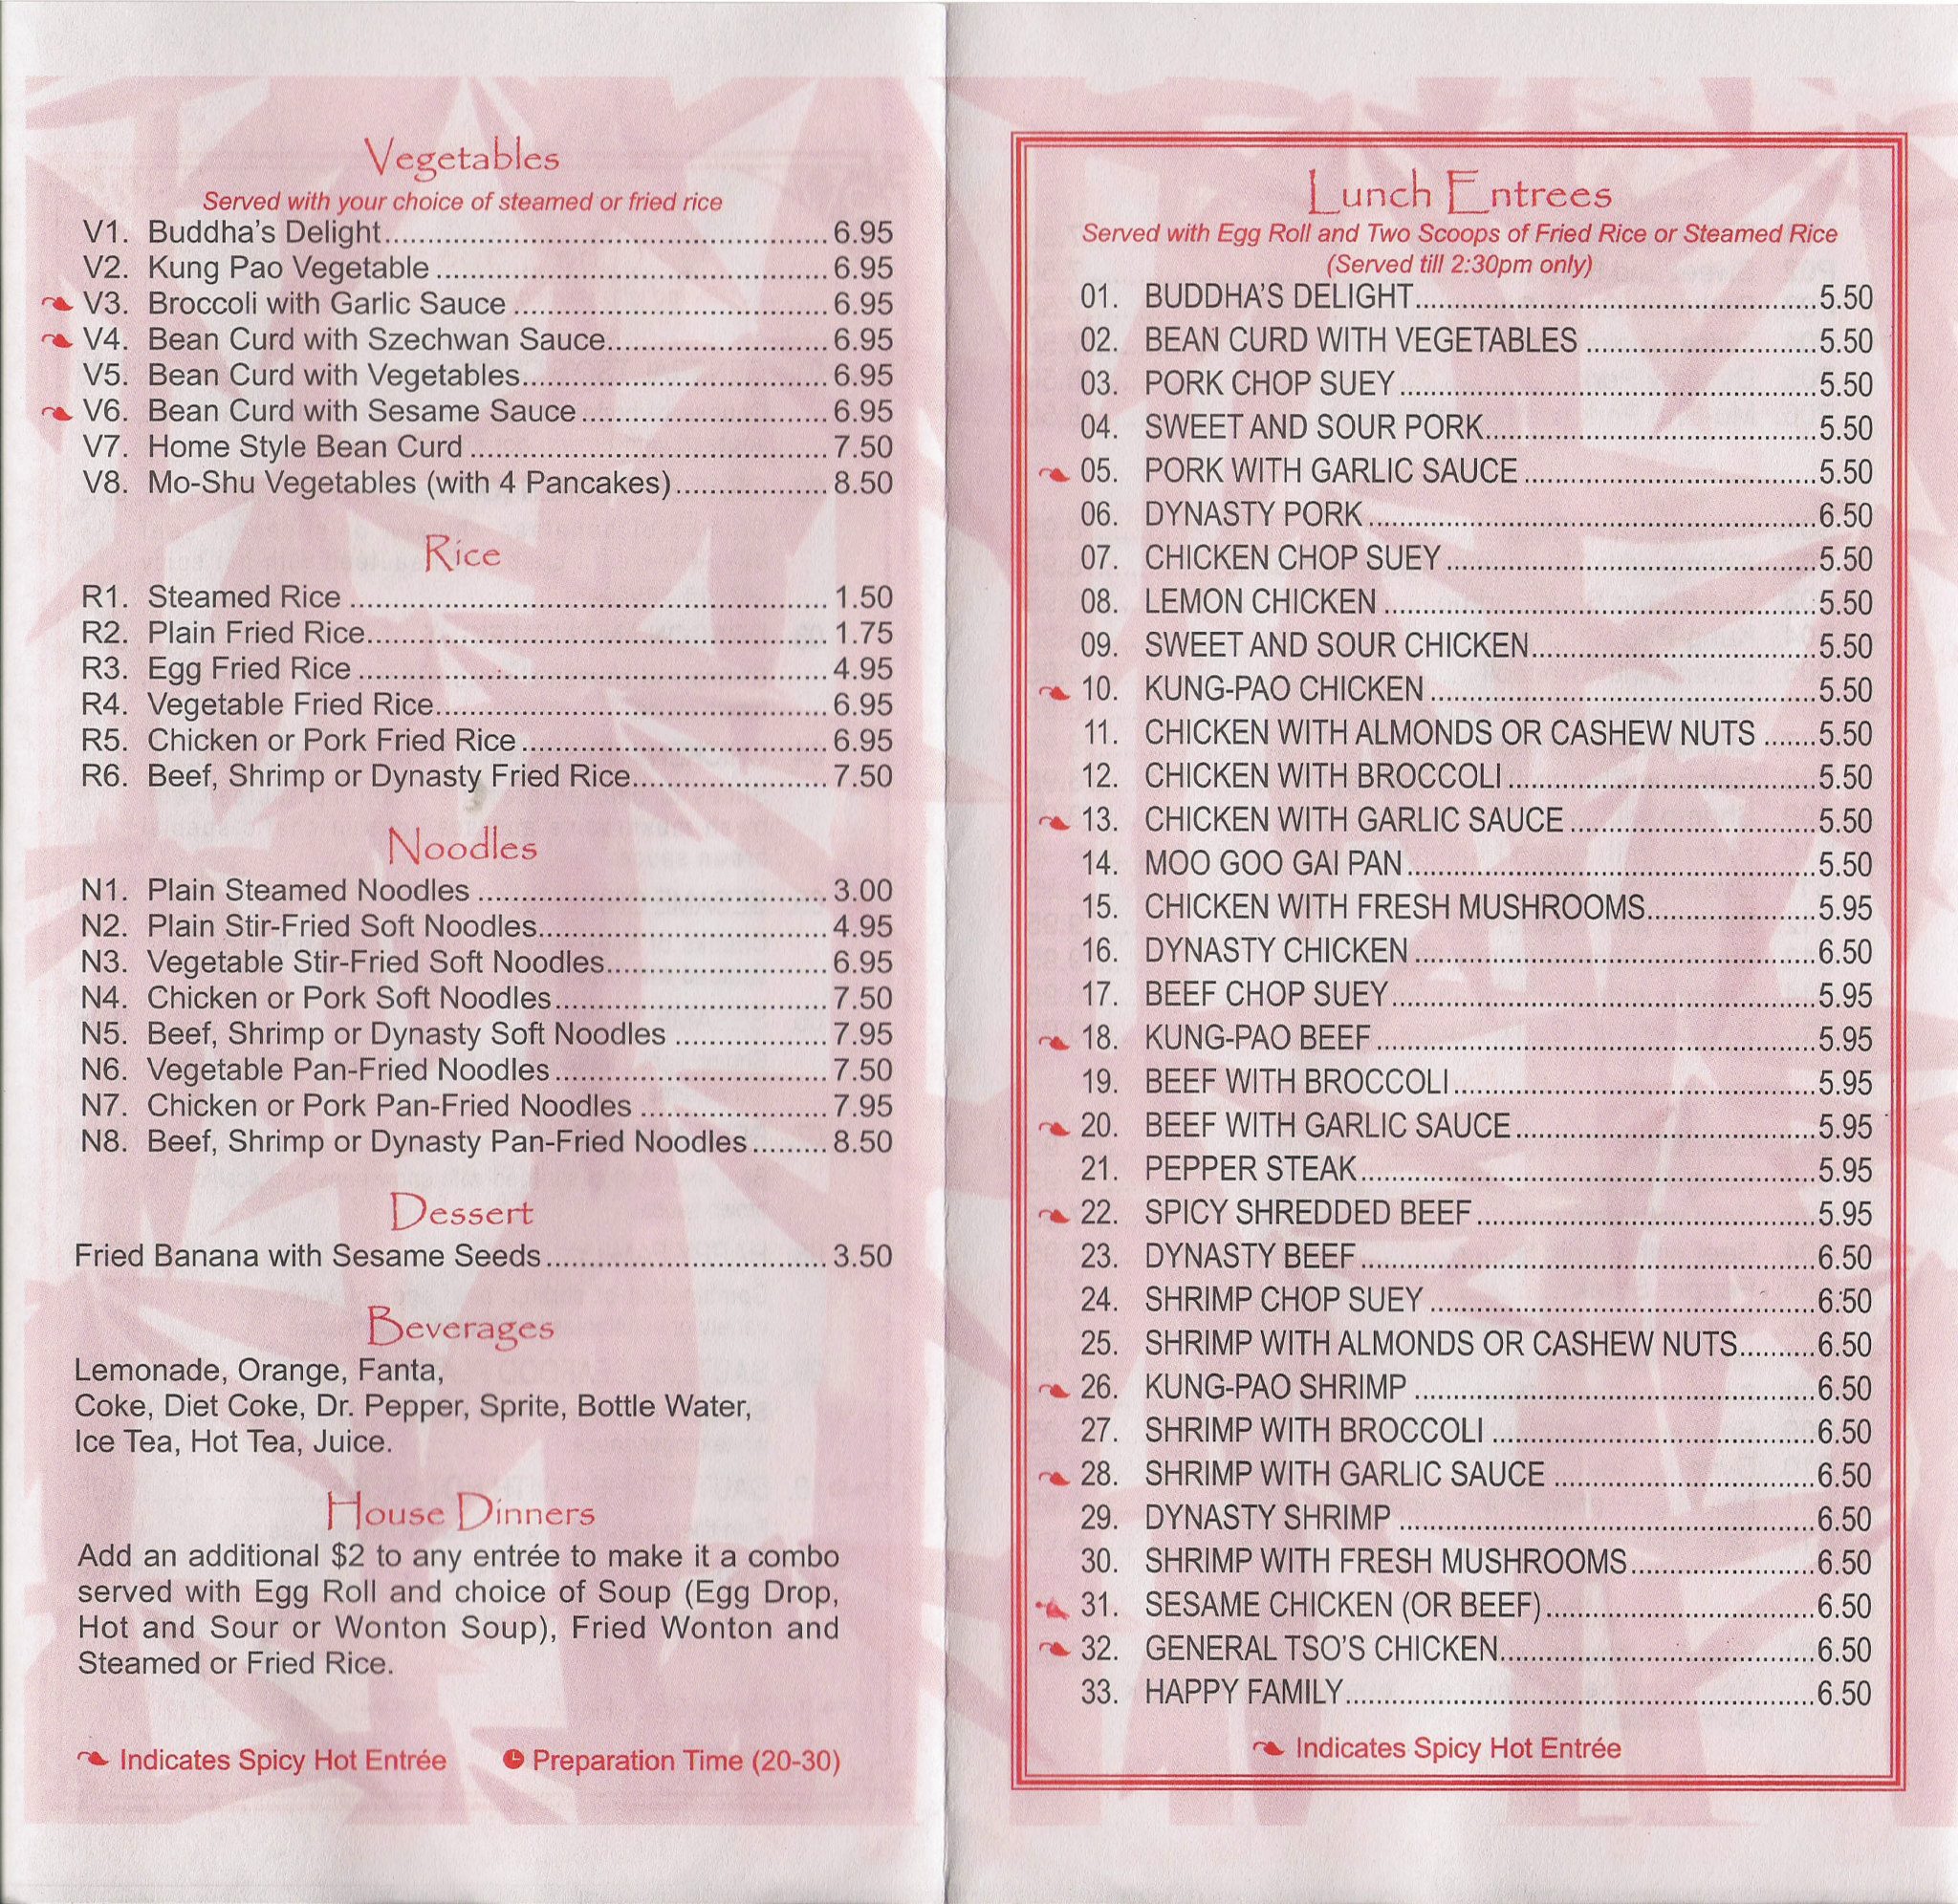 Vegetables
Served with your choice of steamed or fried rice
V1. Buddha's Delight 6.95
V2. Kung Pao Vegetable 6.95
V3. Broccoli with Garlic Sauce 6.95
V4. Bean Curd with Szechwan Sauce 6.95
V5. Bean Curd with Vegetables 6.95
V6. Bean Curd with Sesame Sauce 6.95
V7. Home Style Bean Curd 7.50
V8. Mo-Shu Vegetables (with 4 Pancakes) 8.50
Rice
R1. Steamed Rice 1.50
R2. Plain Fried Rice 1.75
R3. Egg Fried Rice 4.95
R4. Vegetable Fried Rice 6.95
R5. Chicken or Pork Fried Rice 6.95
R6. Beef, Shrimp or Dynasty Fried Rice 7.50
Noodles
N1. Plain Steamed Noodles 3.00
N2. Plain Stir-Fried Soft Noodles 4.95
N3. Vegetable Stir-Fried Soft Noodles 6.95
N4. Chicken or Pork Soft Noodles 7.50
N5. Beef, Shrimp or Dynasty Soft Noodles 7.95
N6. Vegetable Pan-Fried Noodles 7.50
N7. Chicken or Pork Pan-Fried Noodles 7.95
N8. Beef, Shrimp or Dynasty Pan-Fried Noodles 8.50
Dessert
Fried Banana with Sesame Seeds 3.50
Beverages
Lemonade, Orange, Fanta,
Coke, Diet Coke, Dr. Pepper, Sprite, Bottle Water,
Ice Tea, Hot Tea, Juice.
House Dinners
Add an additional $2 to any entrée to make it a combo
served with Egg Roll and choice of Soup (Egg Drop,
Hot and Sour or Wonton Soup), Fried Wonton and
Steamed or Fried Rice.
Indicates Spicy Hot Entrée Preparation Time (20-30)
Lunch Entrees
Served with Egg Roll and Two Scoops of Fried Rice or Steamed Rice
(Served till 2:30pm only)
01. BUDDHA'S DELIGHT 5.50
02. BEAN CURD WITH VEGETABLES 5.50
03. PORK CHOP SUEY 5.50
04. SWEET AND SOUR PORK 5.50
05. PORK WITH GARLIC SAUCE 5.50
06. DYNASTY PORK 6.50
07. CHICKEN CHOP SUEY 5.50
08. LEMON CHICKEN 5.50
09. SWEET AND SOUR CHICKEN 5.50
10. KUNG-PAO CHICKEN 5.50
11. CHICKEN WITH ALMONDS OR CASHEW NUTS 5.50
12. CHICKEN WITH BROCCOLI 5.50
13. CHICKEN WITH GARLIC SAUCE 5.50
14. MOO GOO GAI PAN 5.50
15. CHICKEN WITH FRESH MUSHROOMS 5.95
16. DYNASTY CHICKEN 6.50
17. BEEF CHOP SUEY 5.95
18. KUNG-PAO BEEF 5.95
19. BEEF WITH BROCCOLI 5.95
20. BEEF WITH GARLIC SAUCE 5.95
21. PEPPER STEAK 5.95
22. SPICY SHREDDED BEEF 5.95
23. DYNASTY BEEF 6.50
24. SHRIMP CHOP SUEY 6.50
25. SHRIMP WITH ALMONDS OR CASHEW NUTS 6.50
26. KUNG-PAO SHRIMP 6.50
27. SHRIMP WITH BROCCOLI 6.50
28. SHRIMP WITH GARLIC SAUCE 6.50
29. DYNASTY SHRIMP 6.50
30. SHRIMP WITH FRESH MUSHROOMS 6.50
31. SESAME CHICKEN (OR BEEF) 6.50
32. GENERAL TSO'S CHICKEN 6.50
33. HAPPY FAMILY 6.50
Indicates Spicy Hot Entrée